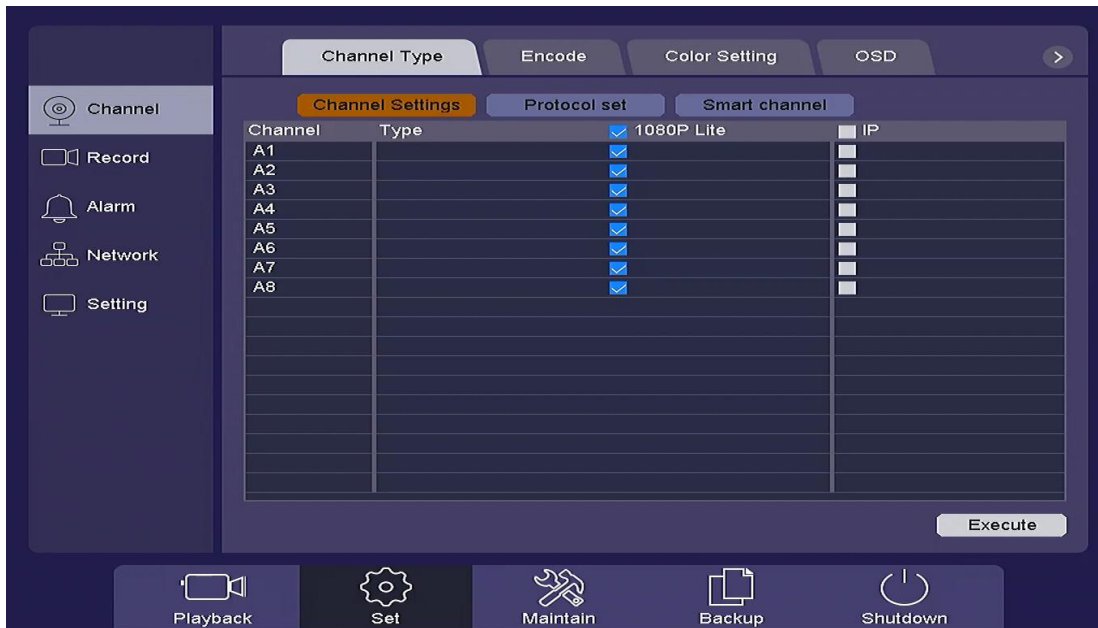 Channel Type Encode Color Setting OSD >
Channel
Record
Alarm
Network
Setting
Channel Settings Protocol set Smart channel
Channel Type 1080P Lite IP
A1
A2
A3
A4
A5
A6
A7
A8
Execute
Playback Set Maintain Backup Shutdown